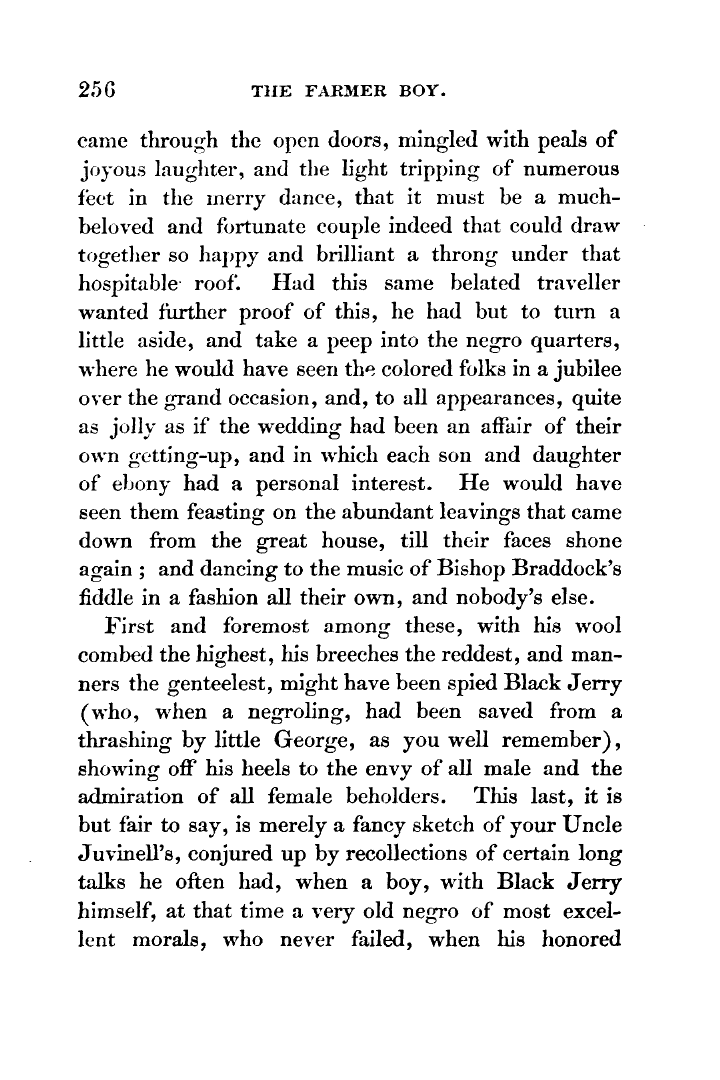 256 THE FARMER BOY.
came through the open doors, mingled with peals of
joyous laughter, and the light tripping of numerous
feet in the merry dance, that it must be a much-
beloved and fortunate couple indeed that could draw
together so happy and brilliant a throng under that
hospitable roof. Had this same belated traveller
wanted further proof of this, he had but to turn a
little aside, and take a peep into the negro quarters,
where he would have seen the colored folks in a jubilee
over the grand occasion, and, to all appearances, quite
as jolly as if the wedding had been an affair of their
own getting-up, and in which each son and daughter
of ebony had a personal interest. He would have
seen them feasting on the abundant leavings that came
down from the great house, till their faces shone
again ; and dancing to the music of Bishop Braddock's
fiddle in a fashion all their own, and nobody's else.
First and foremost among these, with his wool
combed the highest, his breeches the reddest, and man-
ners the genteelest, might have been spied Black Jerry
(who, when a negroling, had been saved from a
thrashing by little George, as you well remember),
showing off his heels to the envy of all male and the
admiration of all female beholders. This last, it is
but fair to say, is merely a fancy sketch of your Uncle
Juvinell's, conjured up by recollections of certain long
talks he often had, when a boy, with Black Jerry
himself, at that time a very old negro of most excel-
lent morals, who never failed, when his honored